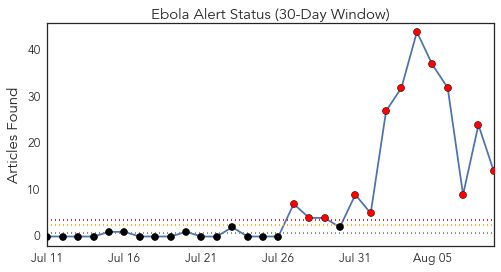 Ebola Alert Status (30-Day Window)
Articles Found
40
30
20
10
0
Jul 11 Jul 16 Jul 21 Jul 26 Jul 31 Aug 05